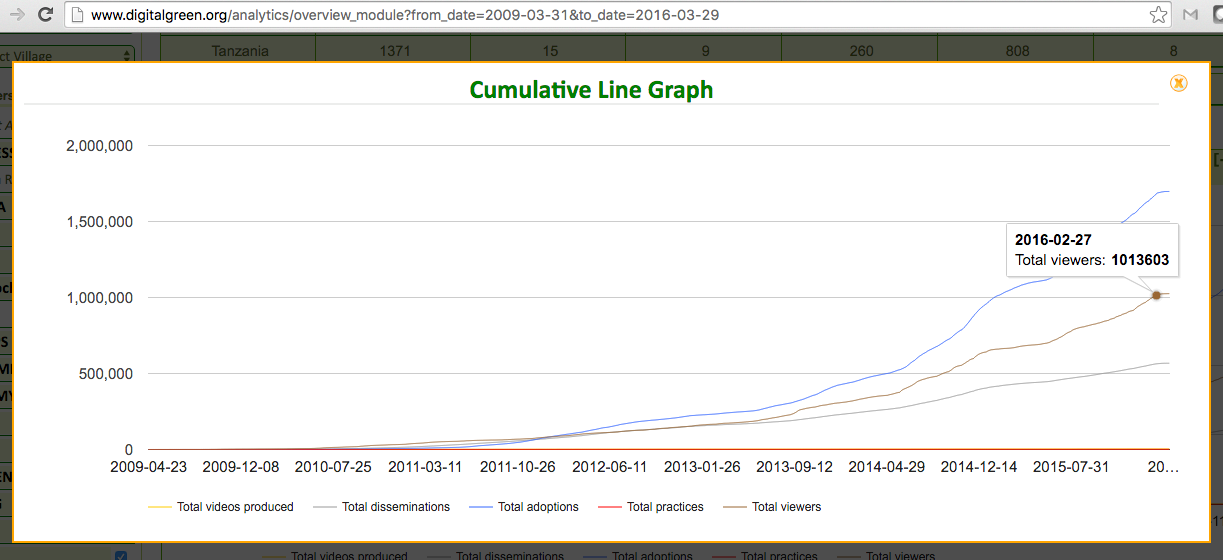 www.digitalgreen.org/analytics/overview_module?from_date=2009-03-31&to_date=2016-03-29
ct Village
Tanzania 1371 15 9 260 808 8
Cumulative Line Graph
2,000,000
1,500,000
1,000,000
500,000
0
2016-02-27
Total viewers: 1013603
2009-04-23 2009-12-08 2010-07-25 2011-03-11 2011-10-26 2012-06-11 2013-01-26 2013-09-12 2014-04-29 2014-12-14 2015-07-31 20...
Total videos produced Total disseminations Total adoptions Total practices Total viewers
Total videos produced Total disseminations Total adoptions Total practices Total viewers